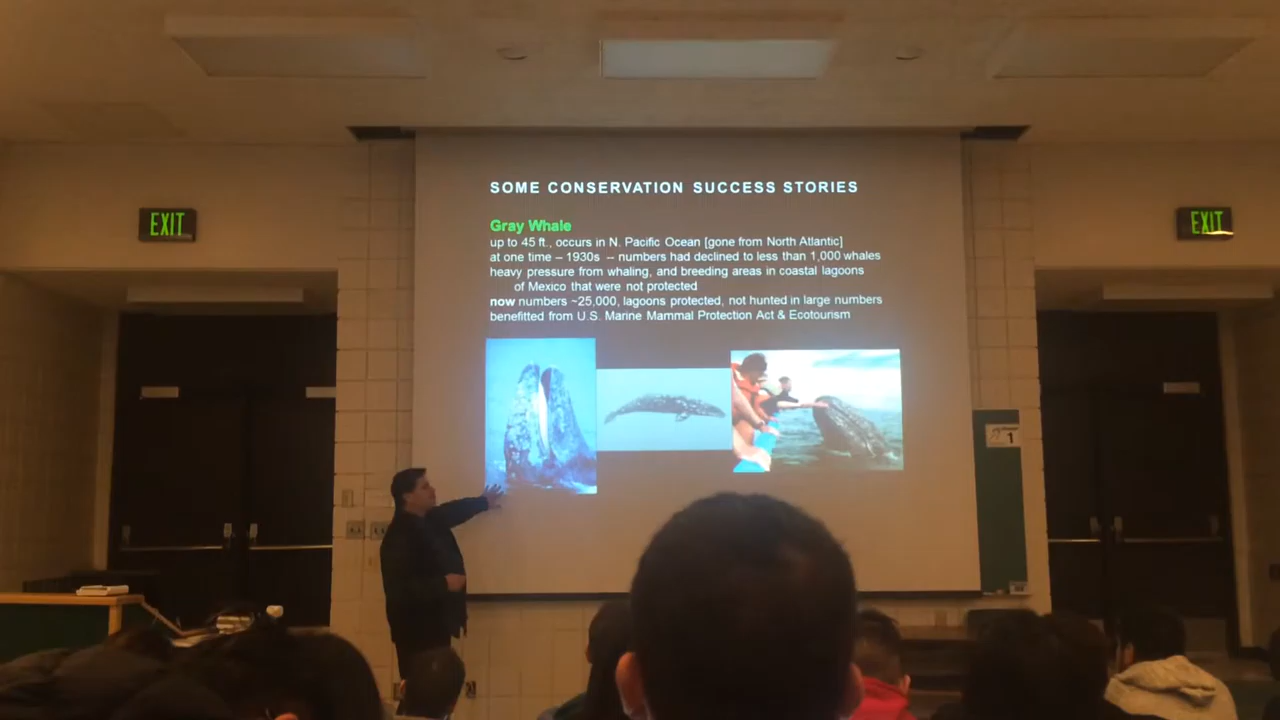 SOME CONSERVATION SUCCESS STORIES
EXIT
EXIT
Gray Whale
up to 45 ft., occurs in N. Pacific Ocean [gone from North Atlantic]
at one time – 1930s -- numbers had declined to less than 1,000 whales
heavy pressure from whaling, and breeding areas in coastal lagoons
of Mexico that were not protected
now numbers ~25,000, lagoons protected, not hunted in large numbers
benefitted from U.S. Marine Mammal Protection Act & Ecotourism
1